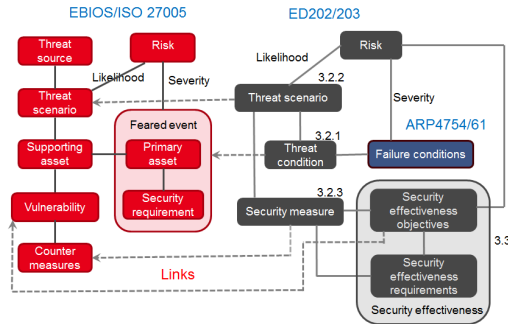 EBIOS/ISO 27005
ED202/203
Threat
source
Risk
Risk
Likelihood
Likelihood
Severity
3.2.2
Threat
scenario
Threat scenario
Severity
Feared event
3.2.1
ARP4754/61
Supporting
asset
Primary
asset
Threat
condition
Failure conditions
Vulnerability
Security
requirement
3.2.3
Security measure
Security
effectiveness
objectives
3.3
Counter
measures
Links
Security
effectiveness
requirements
Security effectiveness